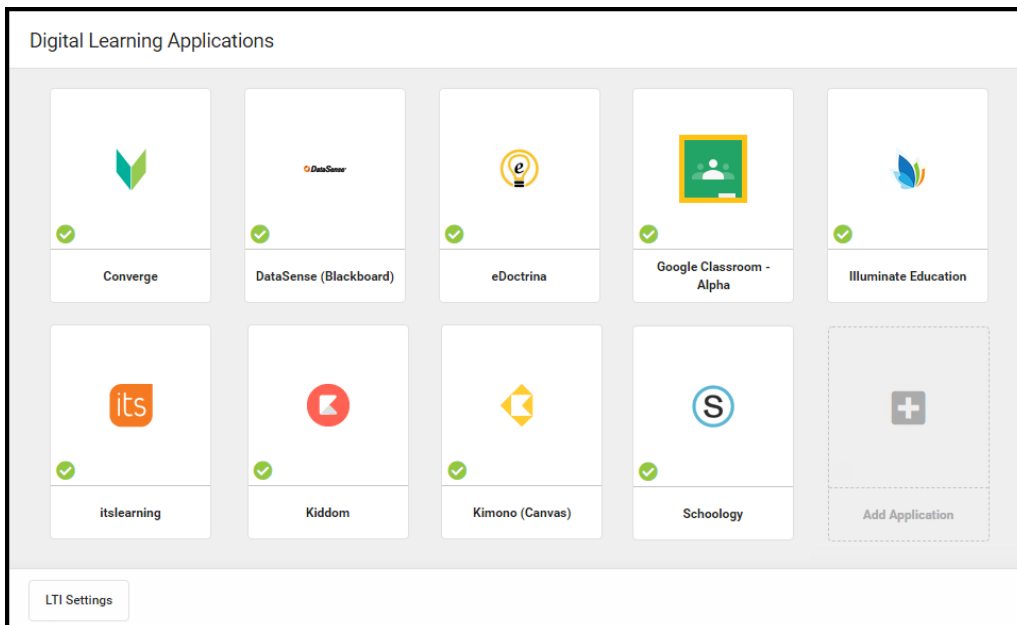 Digital Learning Applications
DataSense
e
Converge
DataSense (Blackboard)
eDoctrina
Google Classroom -
Alpha
Illuminate Education
its
K
S
itslearning
Kiddom
Kimono (Canvas)
Schoology
Add Application
LTI Settings